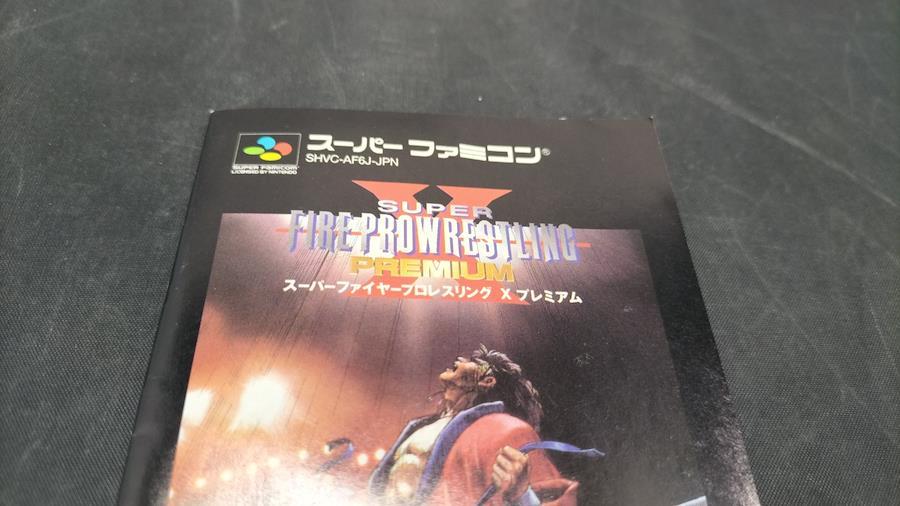 スーパー ファミコン®
SHVC-AF6J-JPN
SUPER FAMICOM
LICENSED BY NINTENDO
X
SUPER
FIREPROWRESTLING
PREMIUM
スーパーファイヤープロレスリング X プレミアム